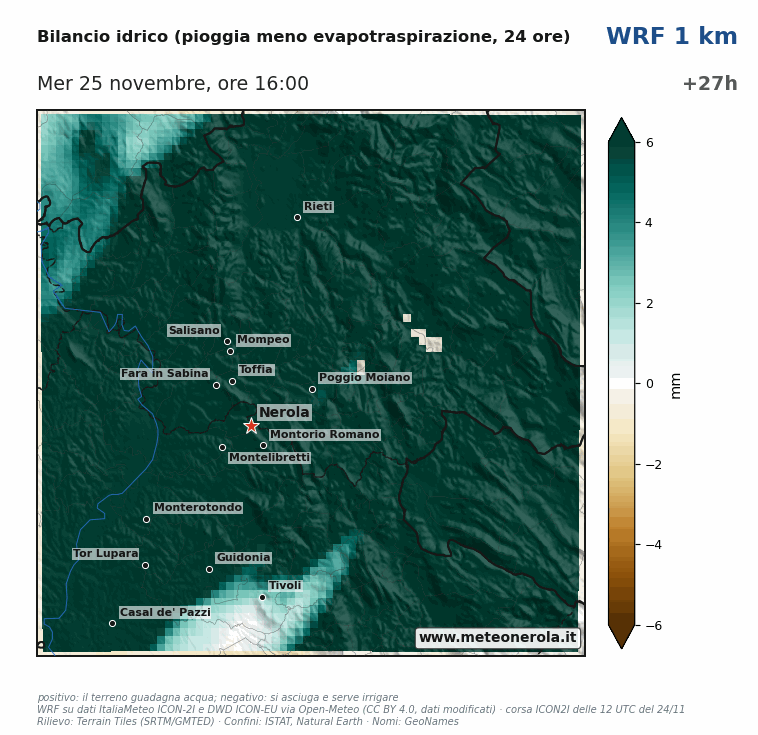 Bilancio idrico (pioggia meno evapotraspirazione, 24 ore)
WRF 1 km
Mer 25 novembre, ore 16:00
+27h
Rieti
Salisano
Mompeo
Toffia
Fara in Sabina
Poggio Moiano
Nerola
Montorio Romano
Montelibretti
Monterotondo
Tor Lupara
Guidonia
Tivoli
Casal de' Pazzi
www.meteonerola.it
6
4
2
0
−2
−4
−6
mm
positivo: il terreno guadagna acqua; negativo: si asciuga e serve irrigare
WRF su dati ItaliaMeteo ICON-2I e DWD ICON-EU via Open-Meteo (CC BY 4.0, dati modificati) · corsa ICON2I delle 12 UTC del 24/11
Rilievo: Terrain Tiles (SRTM/GMTED) · Confini: ISTAT, Natural Earth · Nomi: GeoNames